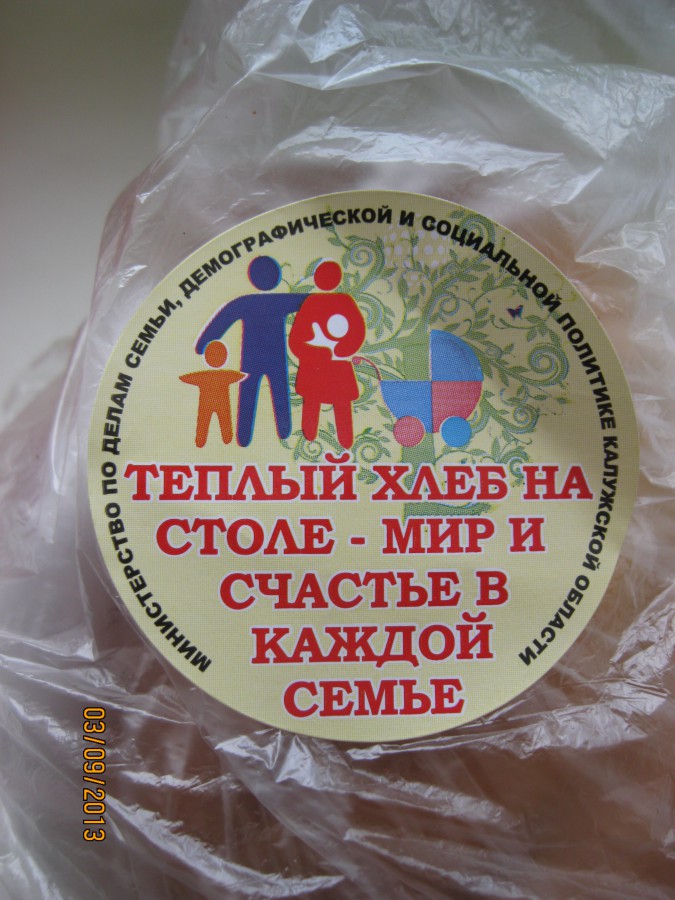 МИНИСТЕРСТВО ПО ДЕЛАМ СЕМЬИ, ДЕМОГРАФИЧЕСКОЙ И СОЦИАЛЬНОЙ ПОЛИТИКЕ КАЛУЖСКОЙ ОБЛАСТИ
ТЕПЛЫЙ ХЛЕБ НА
СТОЛЕ - МИР И
СЧАСТЬЕ В
КАЖДОЙ
СЕМЬЕ
03/09/2013